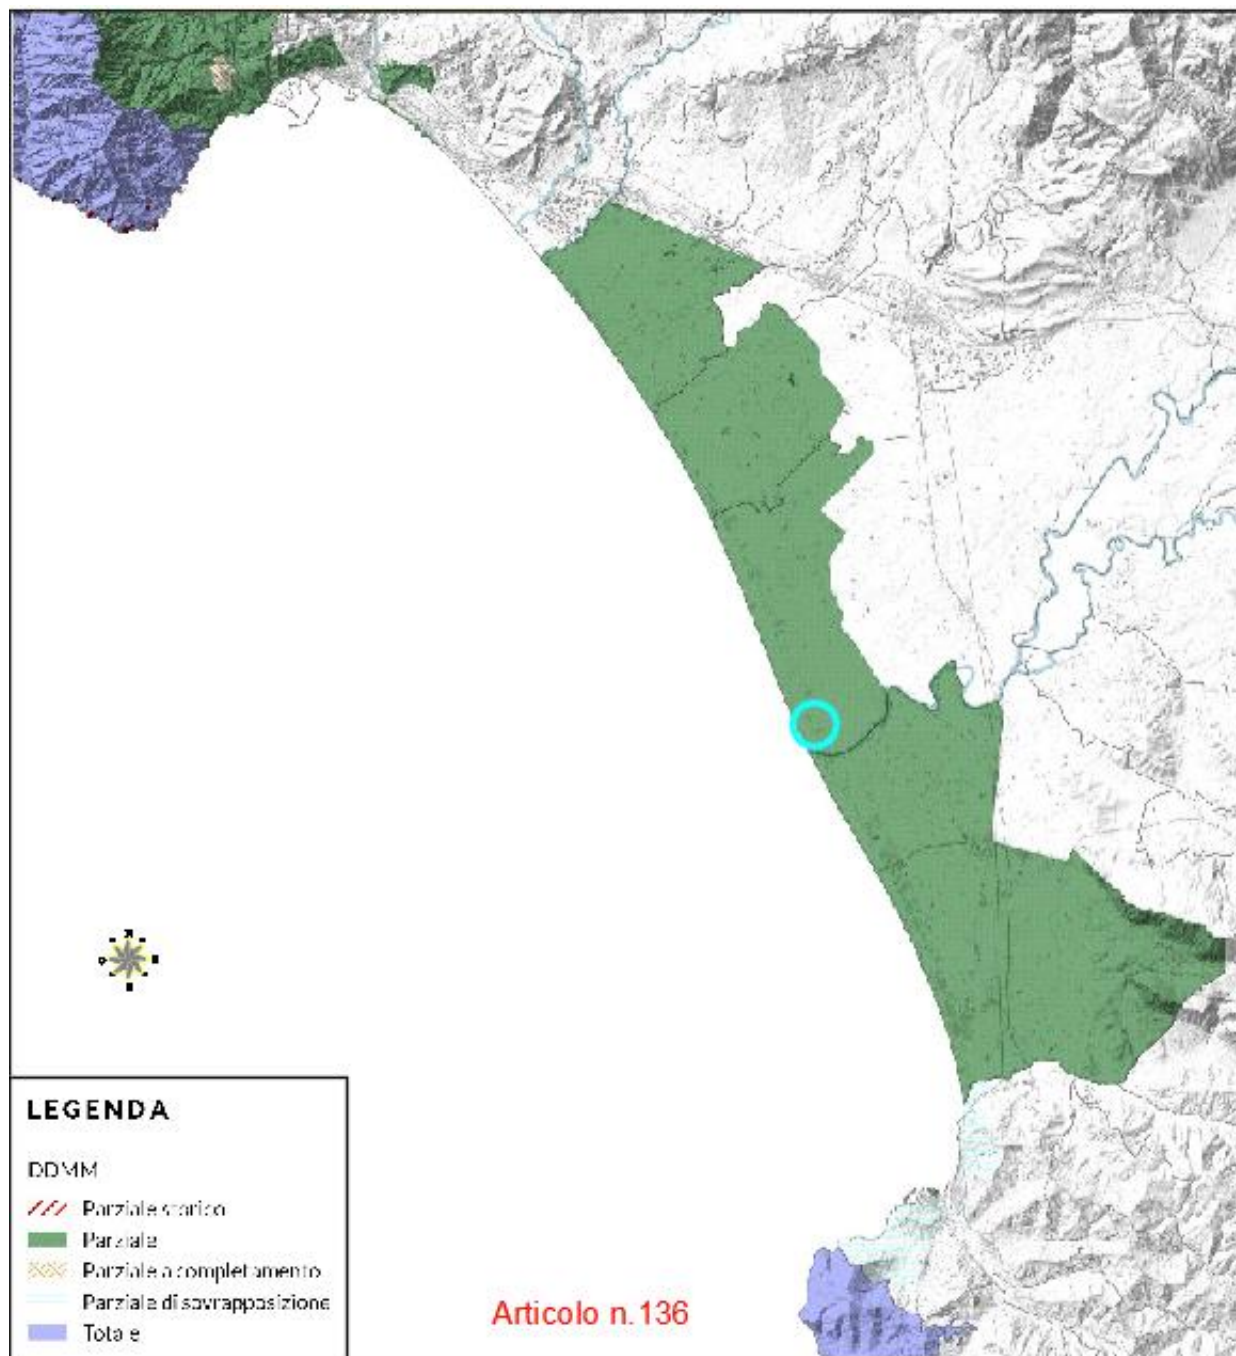 LEGENDA
DDMM
Parziale storico
Parziale
Parziale a completamento
Parziale di sovrapposizione
Totale
Articolo n.136